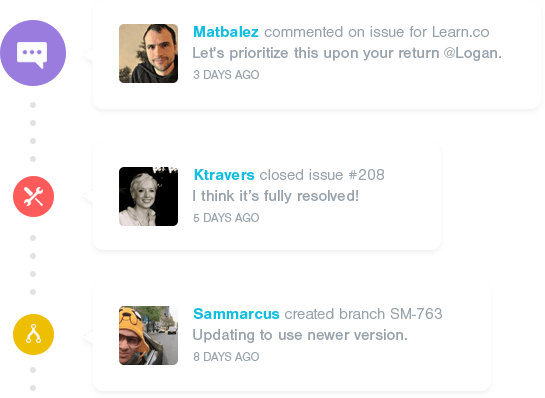 Matbalez commented on issue for Learn.co
Let's prioritize this upon your return @Logan.
3 DAYS AGO
Ktravers closed issue #208
I think it’s fully resolved!
5 DAYS AGO
Sammarcus created branch SM-763
Updating to use newer version.
8 DAYS AGO